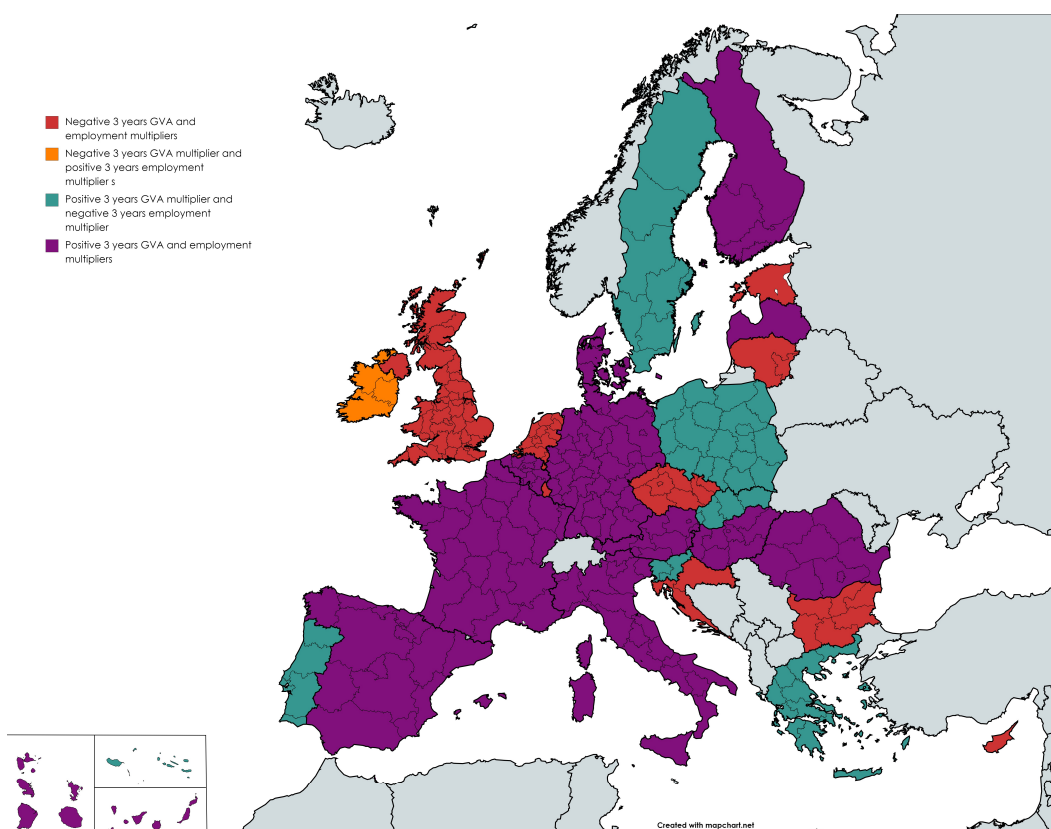 Negative 3 years GVA and
employment multipliers
Negative 3 years GVA multiplier and
positive 3 years employment
multiplier s
Positive 3 years GVA multiplier and
negative 3 years employment
multiplier
Positive 3 years GVA and employment
multipliers
Created with mapchart.net